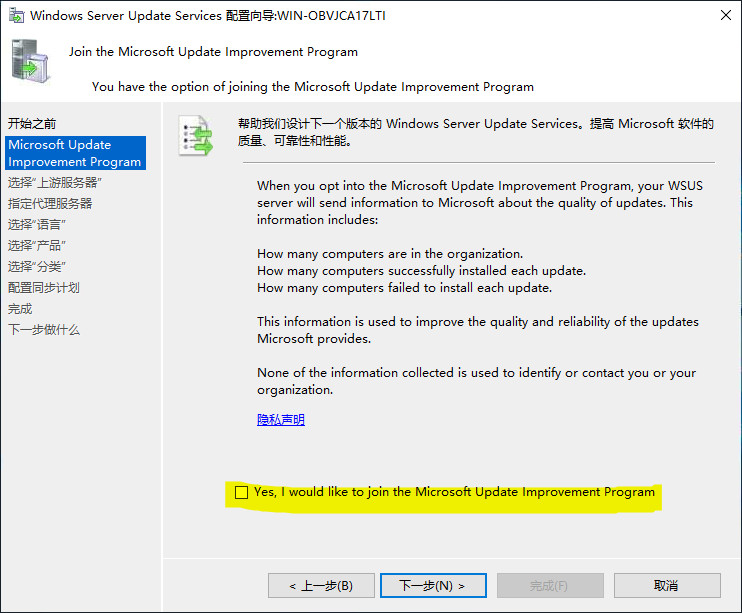 Windows Server Update Services 配置向导:WIN-OBVJCA17LTI
Join the Microsoft Update Improvement Program
You have the option of joining the Microsoft Update Improvement Program
开始之前
Microsoft Update
Improvement Program
选择"上游服务器"
指定代理服务器
选择"语言"
选择"产品"
选择"分类"
配置同步计划
完成
下一步做什么
帮助我们设计下一个版本的 Windows Server Update Services。提高 Microsoft 软件的
质量、可靠性和性能。
When you opt into the Microsoft Update Improvement Program, your WSUS
server will send information to Microsoft about the quality of updates. This
information includes:
How many computers are in the organization.
How many computers successfully installed each update.
How many computers failed to install each update.
This information is used to improve the quality and reliability of the updates
Microsoft provides.
None of the information collected is used to identify or contact you or your
organization.
隐私声明
Yes, I would like to join the Microsoft Update Improvement Program
< 上一步(B) 下一步(N) > 完成(F) 取消